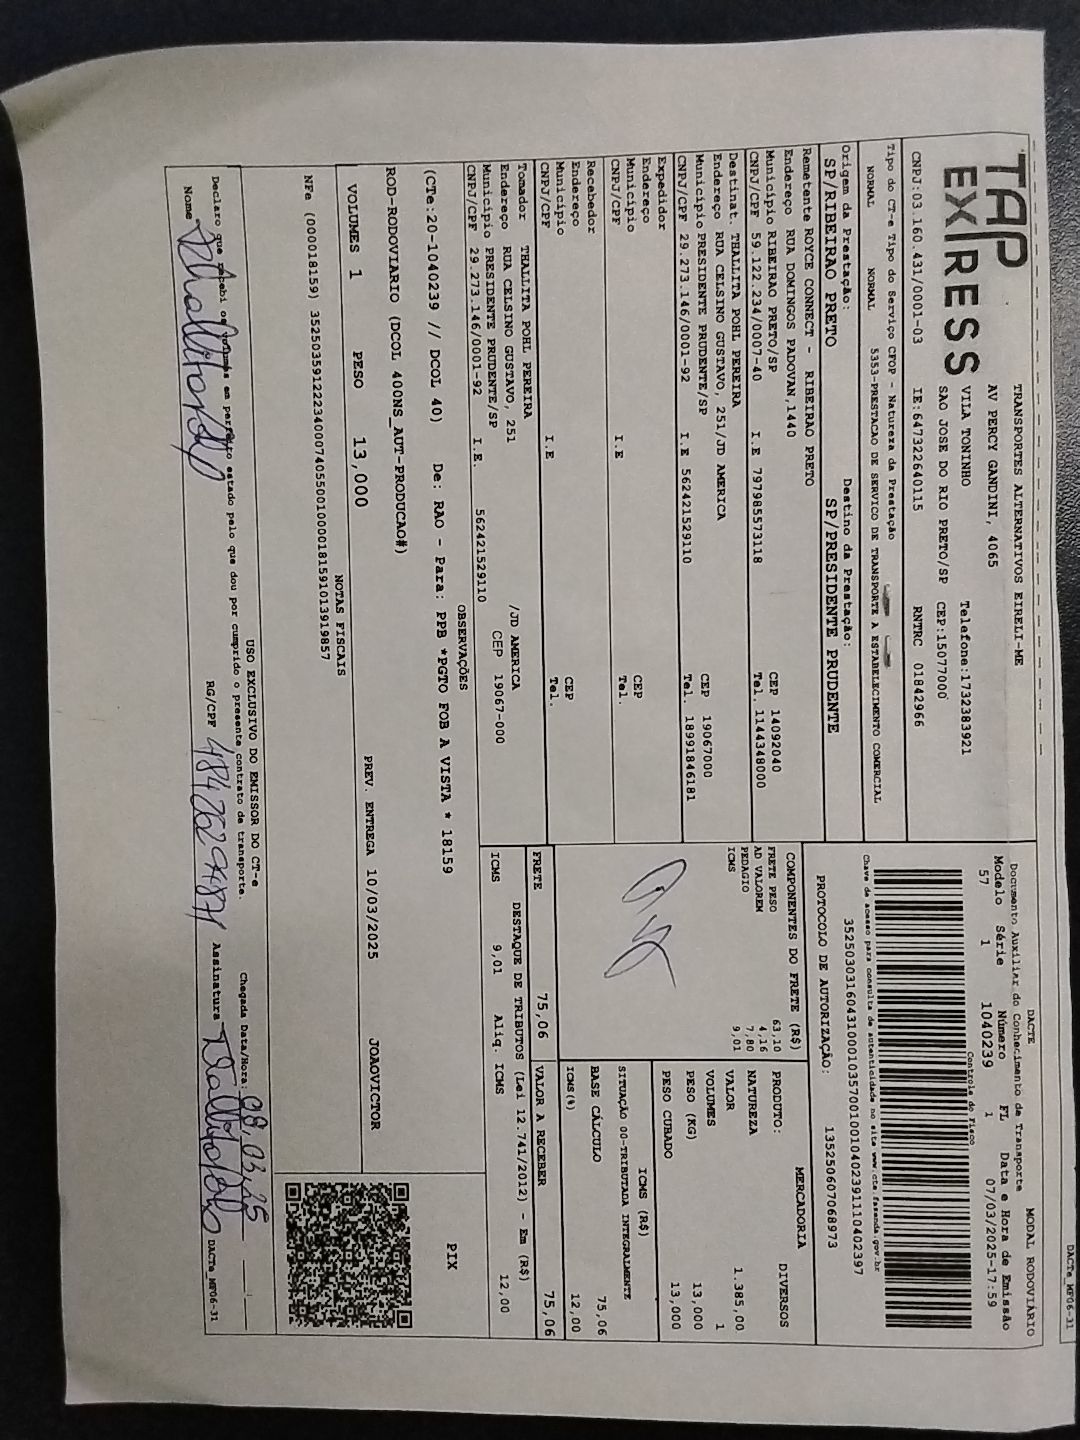 DACTe_MF06-31
TAP
EXPRESS
TRANSPORTES ALTERNATIVOS EIRELI-ME
AV PERCY GANDINI, 4065
VILA TONINHO Telefone:1732383921
SAO JOSE DO RIO PRETO/SP CEP:15077000
CNPJ:03.160.431/0001-03 IE:647322640115 RNTRC 01842966
DACTE MODAL RODOVIÁRIO
Documento Auxiliar do Conhecimento de Transporte
Modelo Série Número FL Data e Hora de Emissão
57 1 1040239 1 07/03/2025-17:59
Controle do Fisco
Chave de acesso para consulta de autenticidade no site www.cte.fazenda.gov.br
35250303160431000103570010010402391110402397
PROTOCOLO DE AUTORIZAÇÃO: 135250607068973
Tipo do CT-e Tipo do Serviço CFOP - Natureza da Prestação
NORMAL NORMAL 5353-PRESTACAO DE SERVICO DE TRANSPORTE A ESTABELECIMENTO COMERCIAL
Origem da Prestação: Destino da Prestação:
SP/RIBEIRAO PRETO SP/PRESIDENTE PRUDENTE
Remetente ROYCE CONNECT - RIBEIRAO PRETO
Endereço RUA DOMINGOS PADOVAN,1440
Município RIBEIRAO PRETO/SP CEP 14092040
CNPJ/CPF 59.122.234/0007-40 I.E 797985573118 Tel. 1144348000
Destinat. THALLITA POHL PEREIRA
Endereço RUA CELSINO GUSTAVO, 251/JD AMERICA
Município PRESIDENTE PRUDENTE/SP CEP 19067000
CNPJ/CPF 29.273.146/0001-92 I.E 562421529110 Tel. 18991846181
Expedidor
Endereço
Município CEP
CNPJ/CPF I.E Tel.
Recebedor
Endereço
Município CEP
CNPJ/CPF I.E Tel.
Tomador THALLITA POHL PEREIRA
Endereço RUA CELSINO GUSTAVO, 251 /JD AMERICA
Município PRESIDENTE PRUDENTE/SP CEP 19067-000
CNPJ/CPF 29.273.146/0001-92 I.E. 562421529110
COMPONENTES DO FRETE (R$)
FRETE PESO 63,10
AD VALOREM 4,16
PEDAGIO 7,80
ICMS 9,01
MERCADORIA
PRODUTO: DIVERSOS
NATUREZA
VALOR 1.385,00
VOLUMES 1
PESO (KG) 13,000
PESO CUBADO 13,000
ICMS (R$)
SITUAÇÃO 00-TRIBUTADA INTEGRALMENTE
BASE CÁLCULO 75,06
ICMS(%) 12,00
FRETE 75,06 VALOR A RECEBER 75,06
DESTAQUE DE TRIBUTOS (Lei 12.741/2012) - Em (R$)
ICMS 9,01 Aliq. ICMS 12,00
OBSERVAÇÕES
(CTe:20-1040239 // DCOL 40) De: RAO - Para: PPB *PGTO FOB A VISTA * 18159
ROD-RODOVIARIO (DCOL 400NS_AUT-PRODUCAO#)
VOLUMES 1 PESO 13,000 PREV. ENTREGA 10/03/2025 JOAOVICTOR
PIX
NOTAS FISCAIS
NFe (000018159) 35250359122234000740550010000181591013919857
USO EXCLUSIVO DO EMISSOR DO CT-e
Declaro que recebi os volumes em perfeito estado pelo que dou por cumprido o presente contrato de transporte. Chegada Data/Hora: 08,03,25
Nome RG/CPF Assinatura DACTe_MF06-31